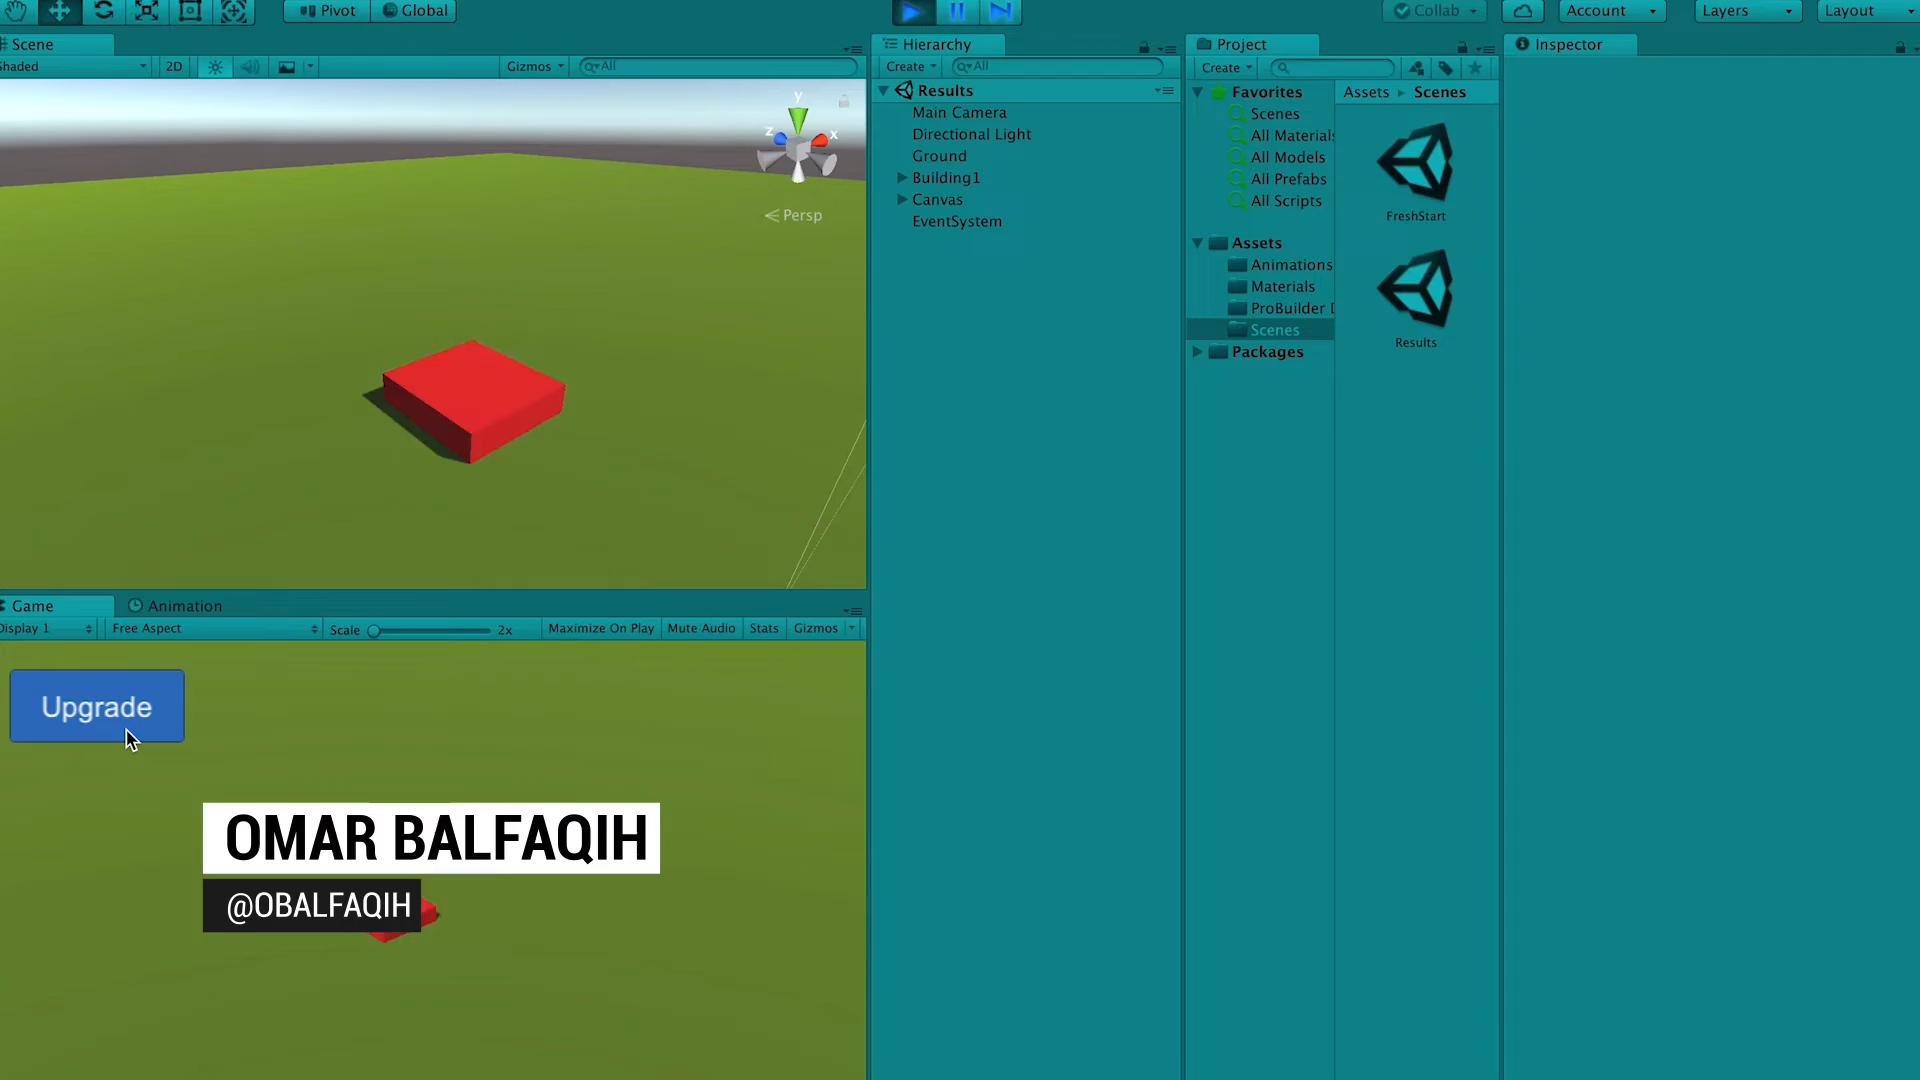 Pivot
Global
Collab
Account
Layers
Layout
Scene
Shaded
2D
Gizmos
All
y
z
x
Persp
Hierarchy
Create
All
Results
Main Camera
Directional Light
Ground
Building1
Canvas
EventSystem
Project
Create
Favorites
Scenes
All Materials
All Models
All Prefabs
All Scripts
Assets
Animations
Materials
ProBuilder D
Scenes
Packages
Assets
Scenes
FreshStart
Results
Inspector
Game
Animation
Display 1
Free Aspect
Scale
2x
Maximize On Play
Mute Audio
Stats
Gizmos
Upgrade
OMAR BALFAQIH
@OBALFAQIH